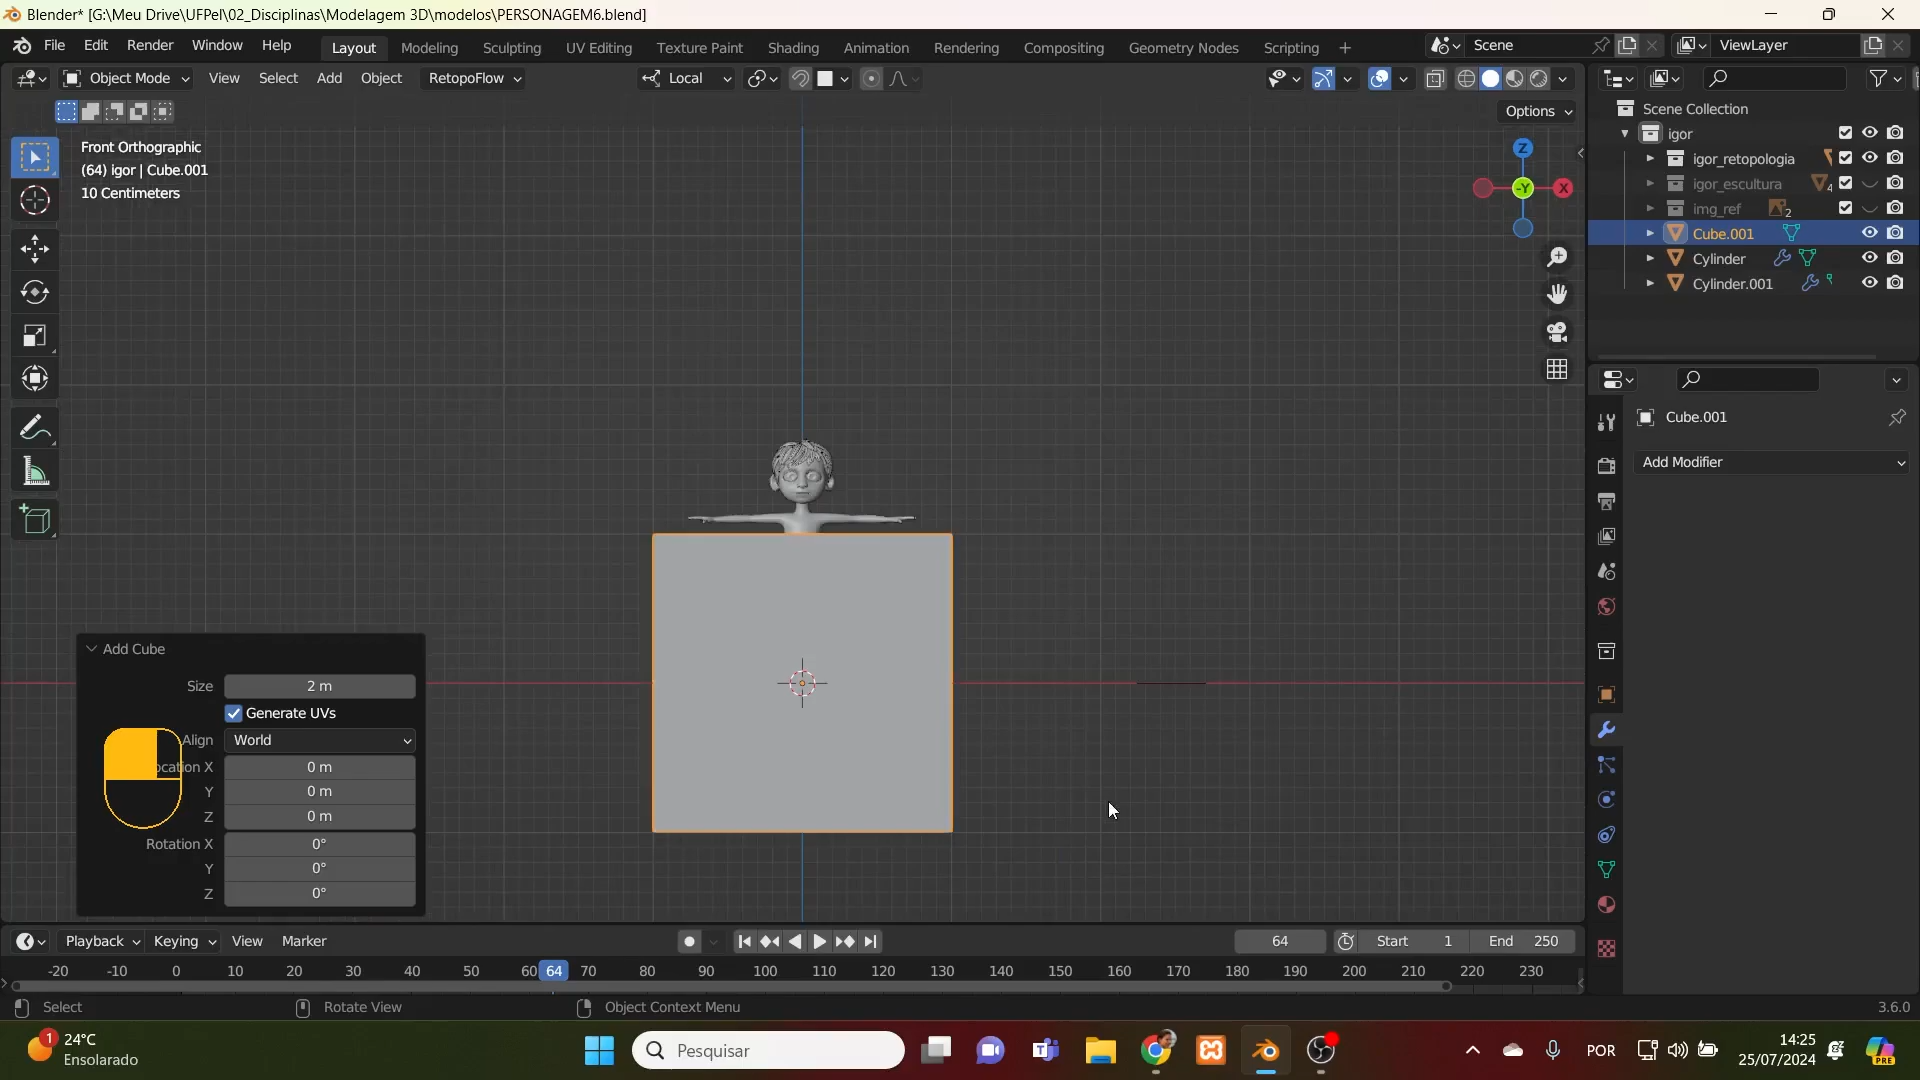 Blender* [G:\Meu Drive\UFPel\02_Disciplinas\Modelagem 3D\modelos\PERSONAGEM6.blend]
File Edit Render Window Help Layout Modeling Sculpting UV Editing Texture Paint Shading Animation Rendering Compositing Geometry Nodes Scripting + Scene ViewLayer
Object Mode View Select Add Object RetopoFlow Local
Options
Front Orthographic
(64) igor | Cube.001
10 Centimeters
Z
-Y
X
Scene Collection
igor
igor_retopologia
igor_escultura 4
img_ref 2
Cube.001
Cylinder
Cylinder.001
Cube.001
Add Modifier
Add Cube
Size 2 m
Generate UVs
Align World
ocation X 0 m
Y 0 m
Z 0 m
Rotation X 0°
Y 0°
Z 0°
Playback Keying View Marker 64 Start 1 End 250
-20 -10 0 10 20 30 40 50 60 64 70 80 90 100 110 120 130 140 150 160 170 180 190 200 210 220 230
Select Rotate View Object Context Menu 3.6.0
1 24°C
Ensolarado
Pesquisar
POR
14:25
25/07/2024
PRE